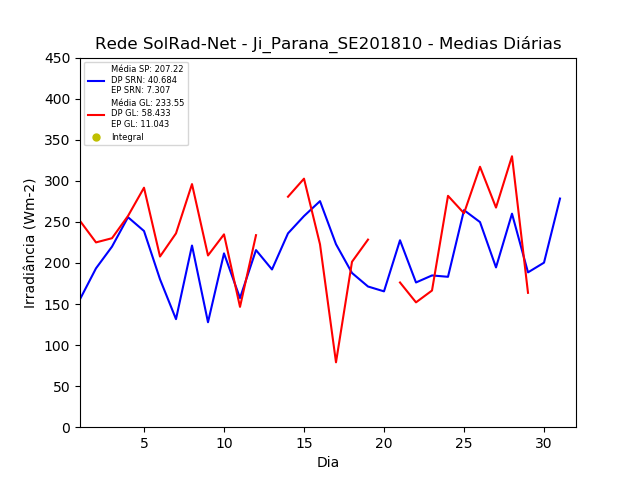 Rede SolRad-Net - Ji_Parana_SE201810 - Medias Diárias
Média SP: 207.22
DP SRN: 40.684
EP SRN: 7.307
Média GL: 233.55
DP GL: 58.433
EP GL: 11.043
Integral
Irradiância (Wm-2)
450
400
350
300
250
200
150
100
50
0
5 10 15 20 25 30
Dia